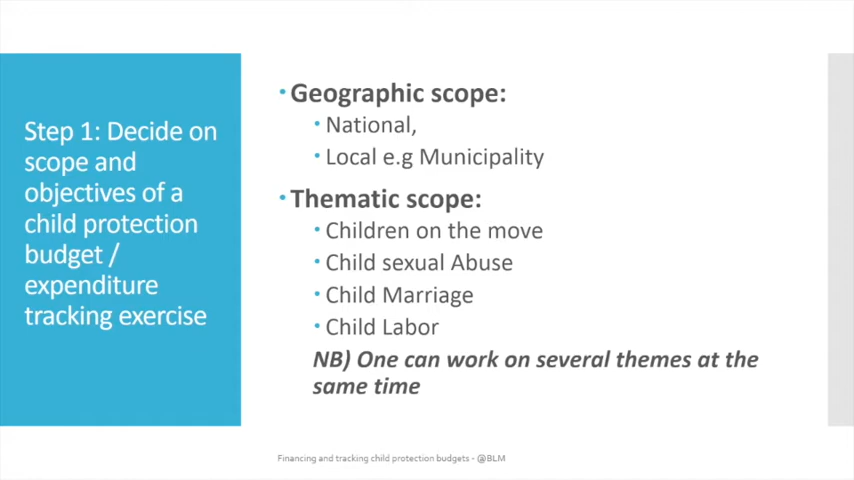 Step 1: Decide on
scope and
objectives of a
child protection
budget /
expenditure
tracking exercise
• Geographic scope:
• National,
• Local e.g Municipality
• Thematic scope:
• Children on the move
• Child sexual Abuse
• Child Marriage
• Child Labor
NB) One can work on several themes at the
same time
Financing and tracking child protection budgets - @BLM